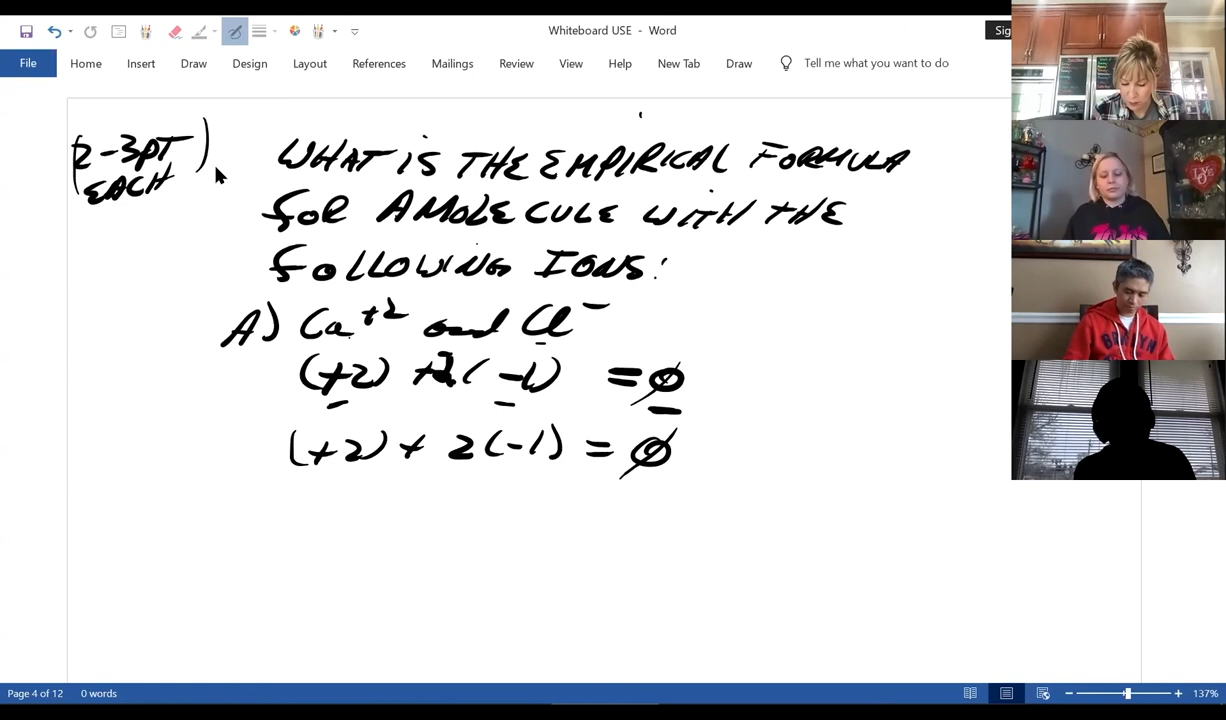 Whiteboard USE - Word
Sig
File Home Insert Draw Design Layout References Mailings Review View Help New Tab Draw Tell me what you want to do
(2-3PT EACH)
WHAT IS THE EMPIRICAL FORMULA
FOR A MOLECULE WITH THE
FOLLOWING IONS:
A) Ca+2 and Cl-
(+2) +2(-1) = ∅
(+2) + 2(-1) = ∅
Page 4 of 12 0 words 137%